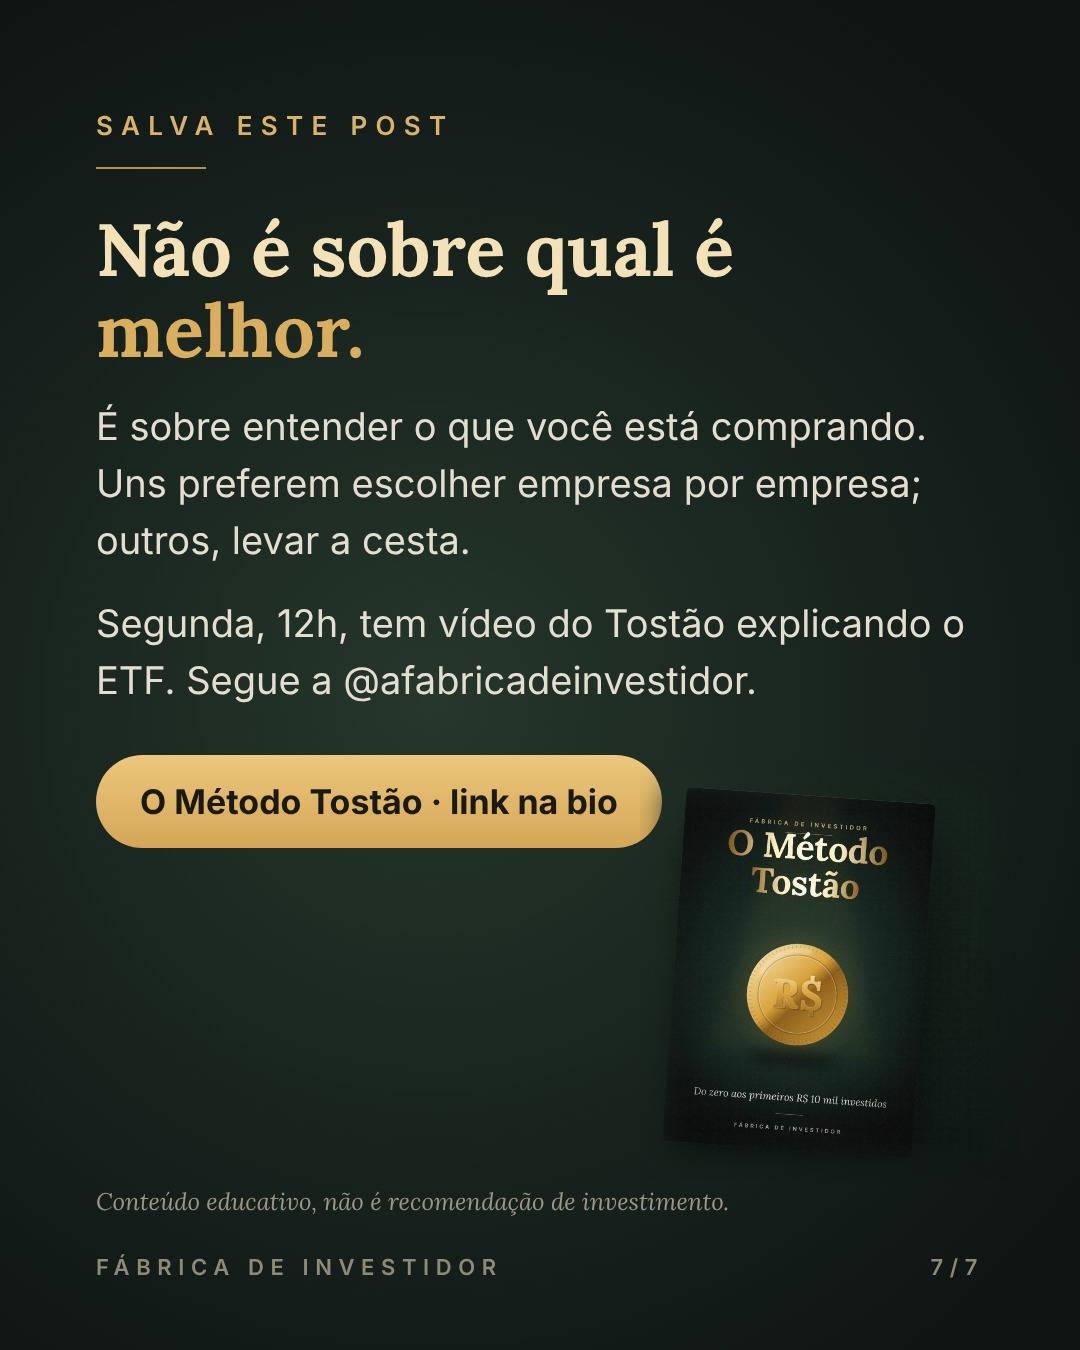 SALVA ESTE POST
Não é sobre qual é
melhor.
É sobre entender o que você está comprando.
Uns preferem escolher empresa por empresa;
outros, levar a cesta.
Segunda, 12h, tem vídeo do Tostão explicando o
ETF. Segue a @afabricadeinvestidor.
O Método Tostão · link na bio
FÁBRICA DE INVESTIDOR
O Método
Tostão
R$
Do zero aos primeiros R$ 10 mil investidos
FÁBRICA DE INVESTIDOR
Conteúdo educativo, não é recomendação de investimento.
FÁBRICA DE INVESTIDOR
7 / 7